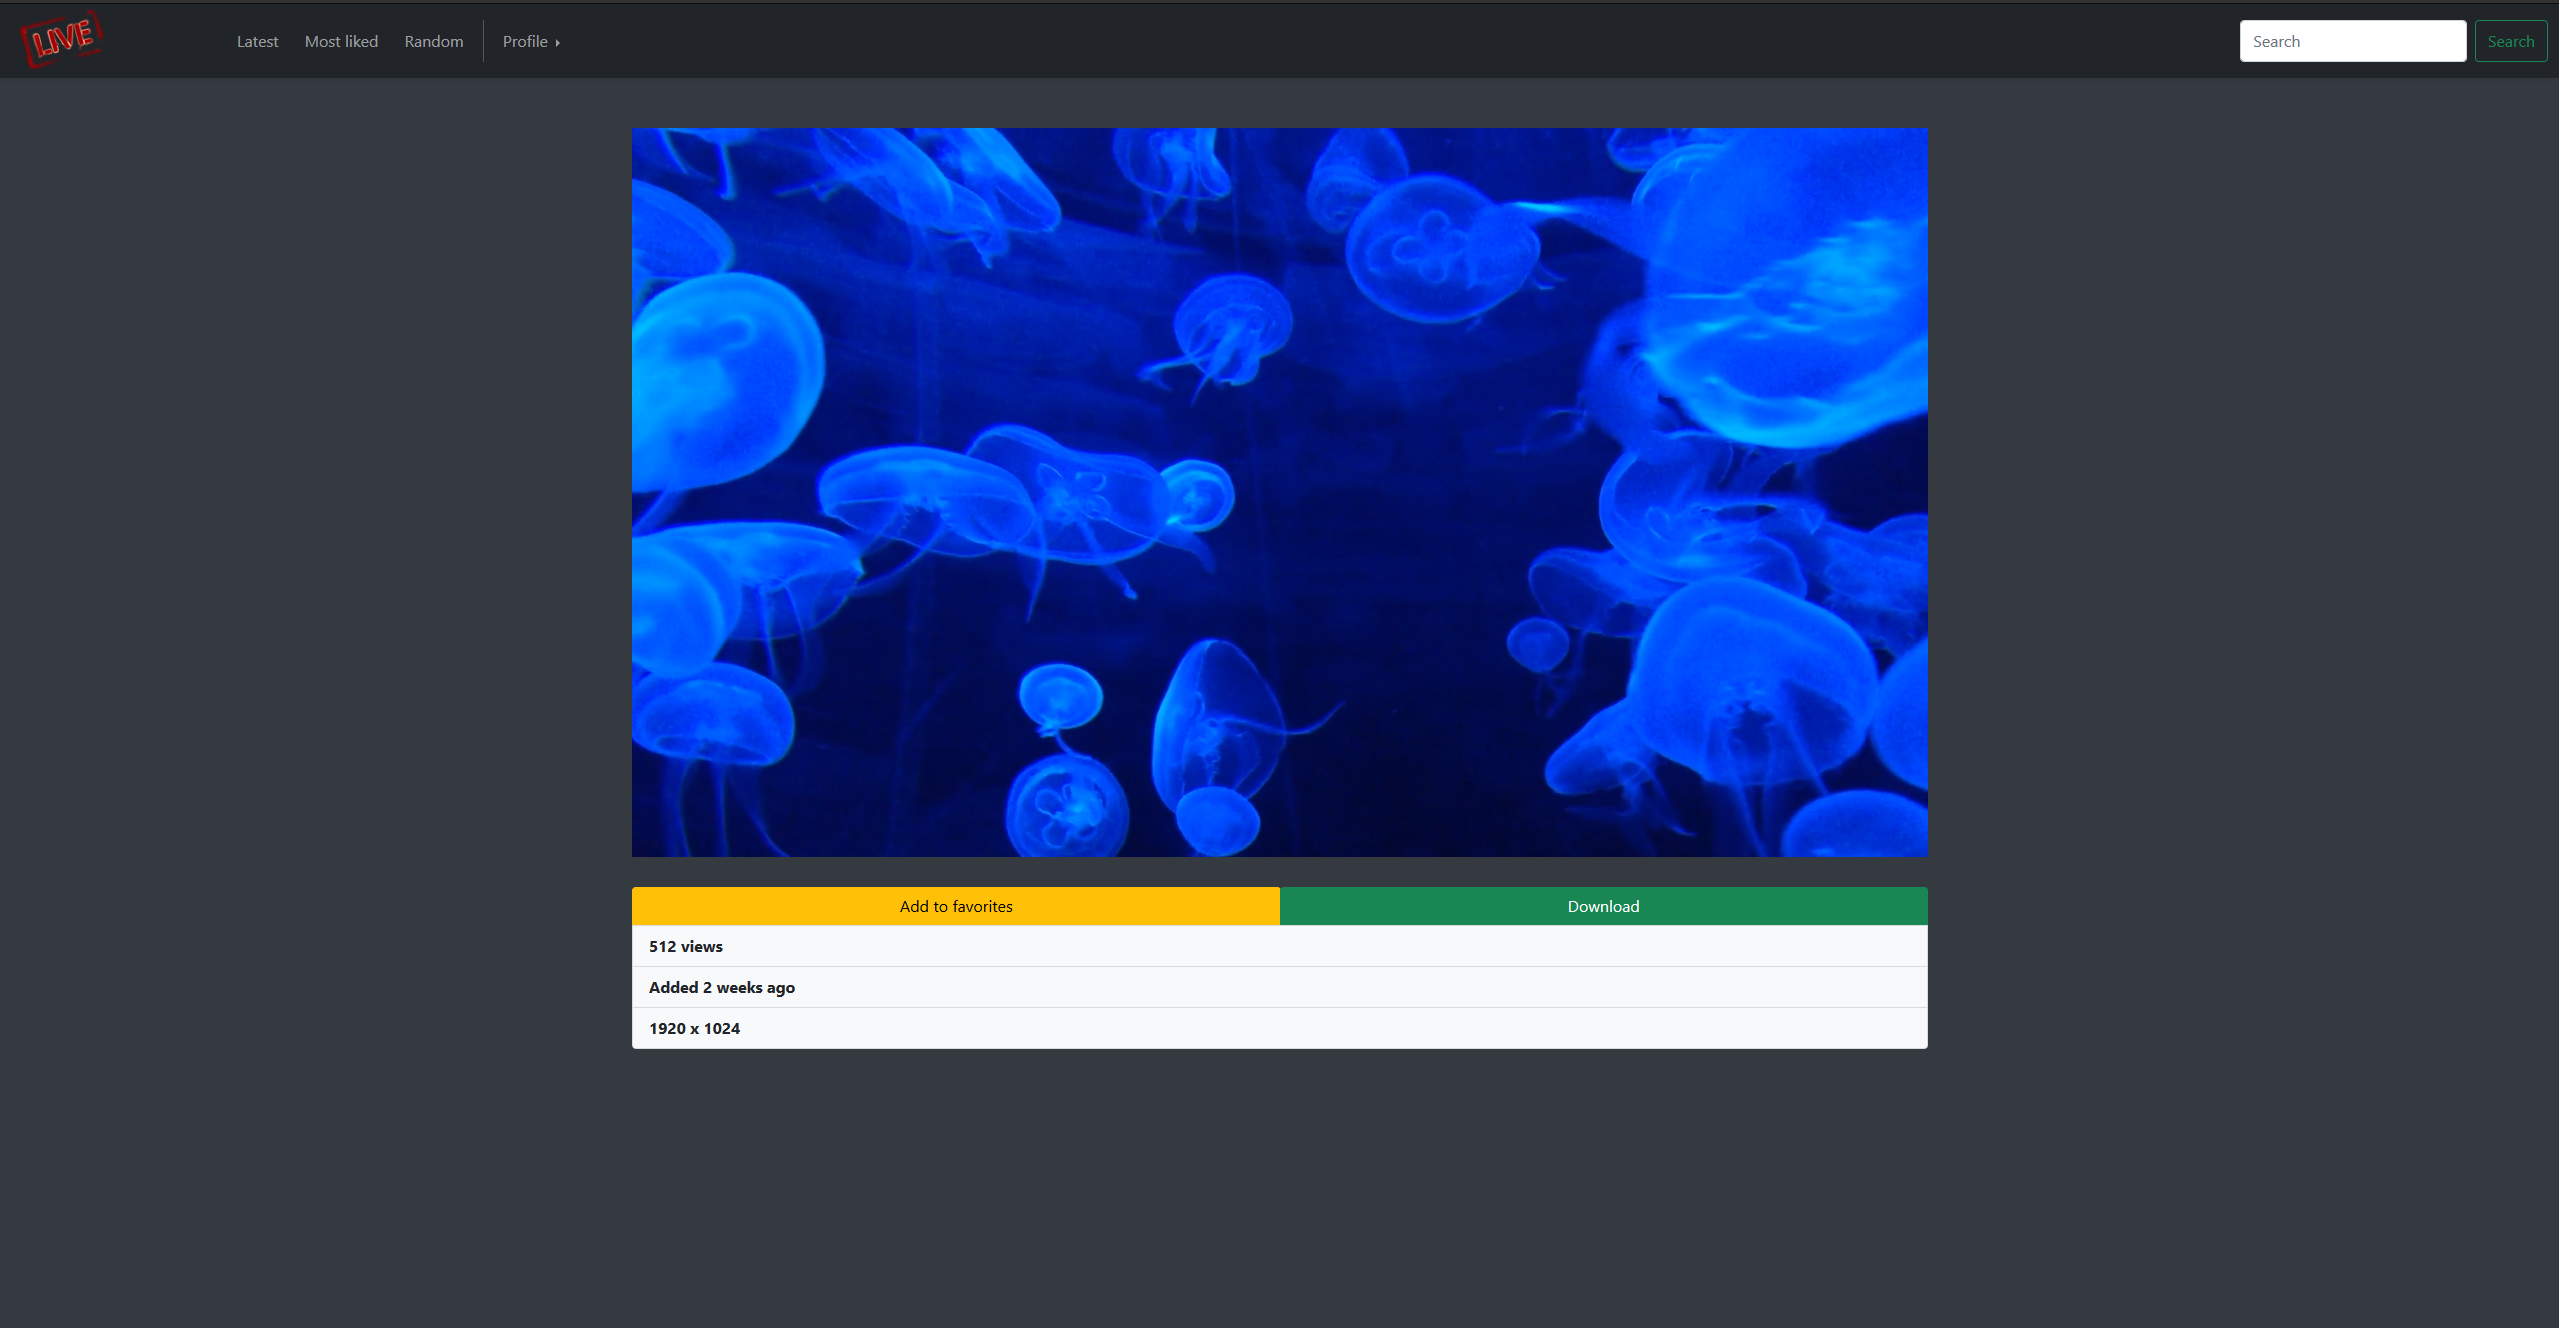 LIVE
Latest
Most liked
Random
Profile
Search
Search
Add to favorites
Download
512 views
Added 2 weeks ago
1920 x 1024